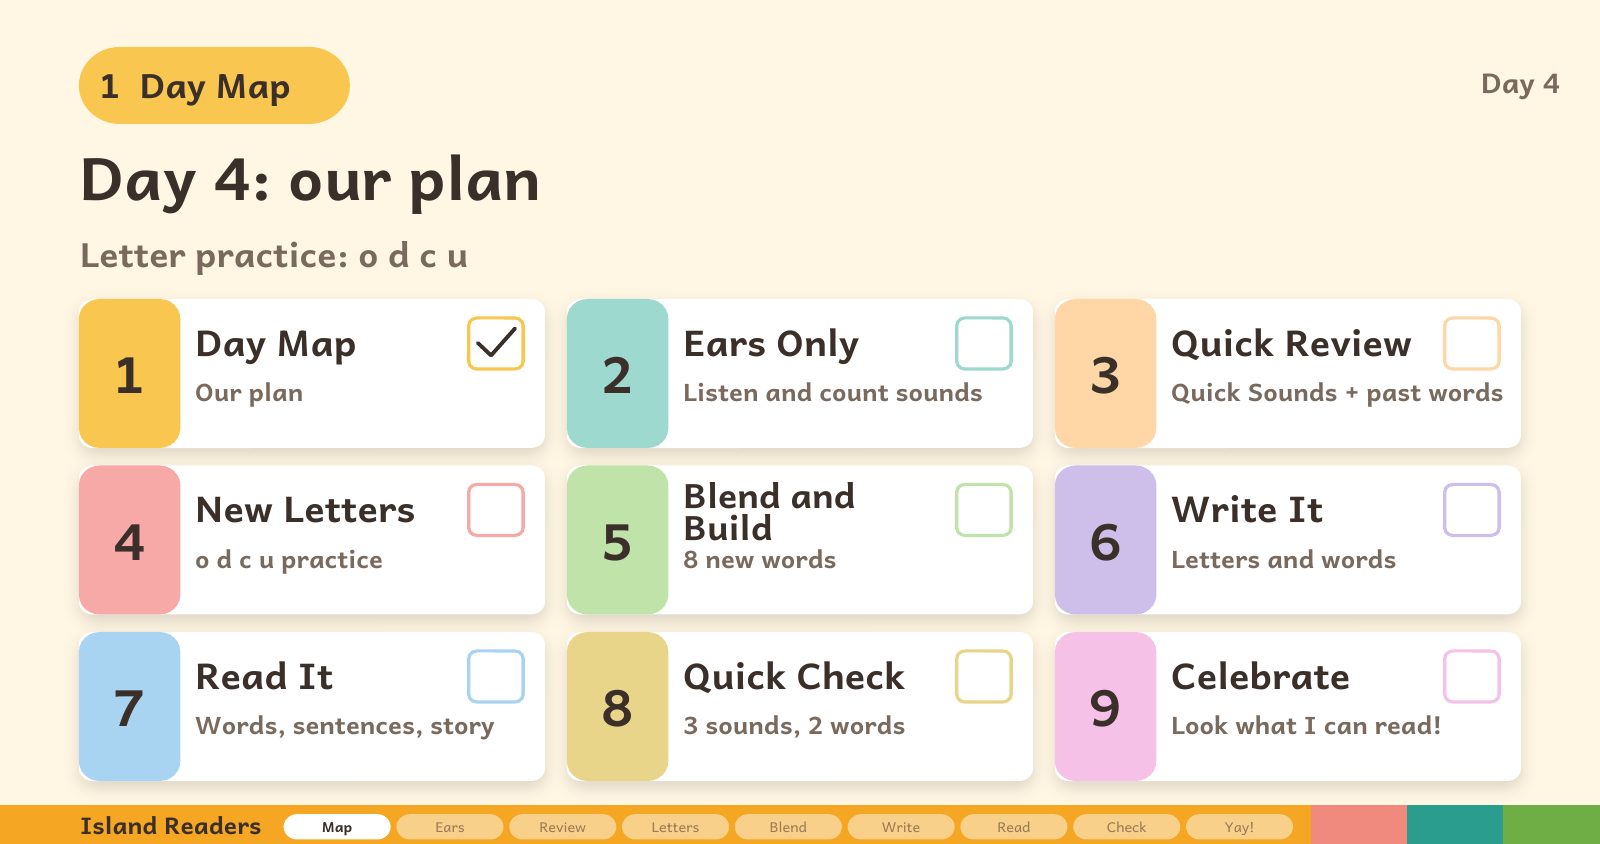 1 Day Map
Day 4
Day 4: our plan
Letter practice: o d c u
1
Day Map
Our plan
2
Ears Only
Listen and count sounds
3
Quick Review
Quick Sounds + past words
4
New Letters
o d c u practice
5
Blend and
Build
8 new words
6
Write It
Letters and words
7
Read It
Words, sentences, story
8
Quick Check
3 sounds, 2 words
9
Celebrate
Look what I can read!
Island Readers Map Ears Review Letters Blend Write Read Check Yay!